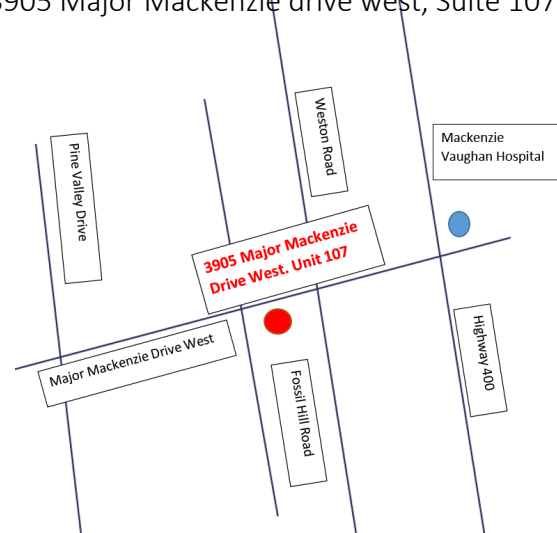 3905 Major Mackenzie drive west, Suite 107
Weston Road
Mackenzie
Vaughan Hospital
Pine Valley Drive
3905 Major Mackenzie
Drive West. Unit 107
Major Mackenzie Drive West
Highway 400
Fossil Hill Road